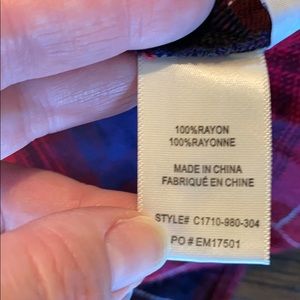 100%RAYON
100%RAYONNE
MADE IN CHINA
FABRIQUÉ EN CHINE
STYLE# C1710-980-304
PO # EM17501